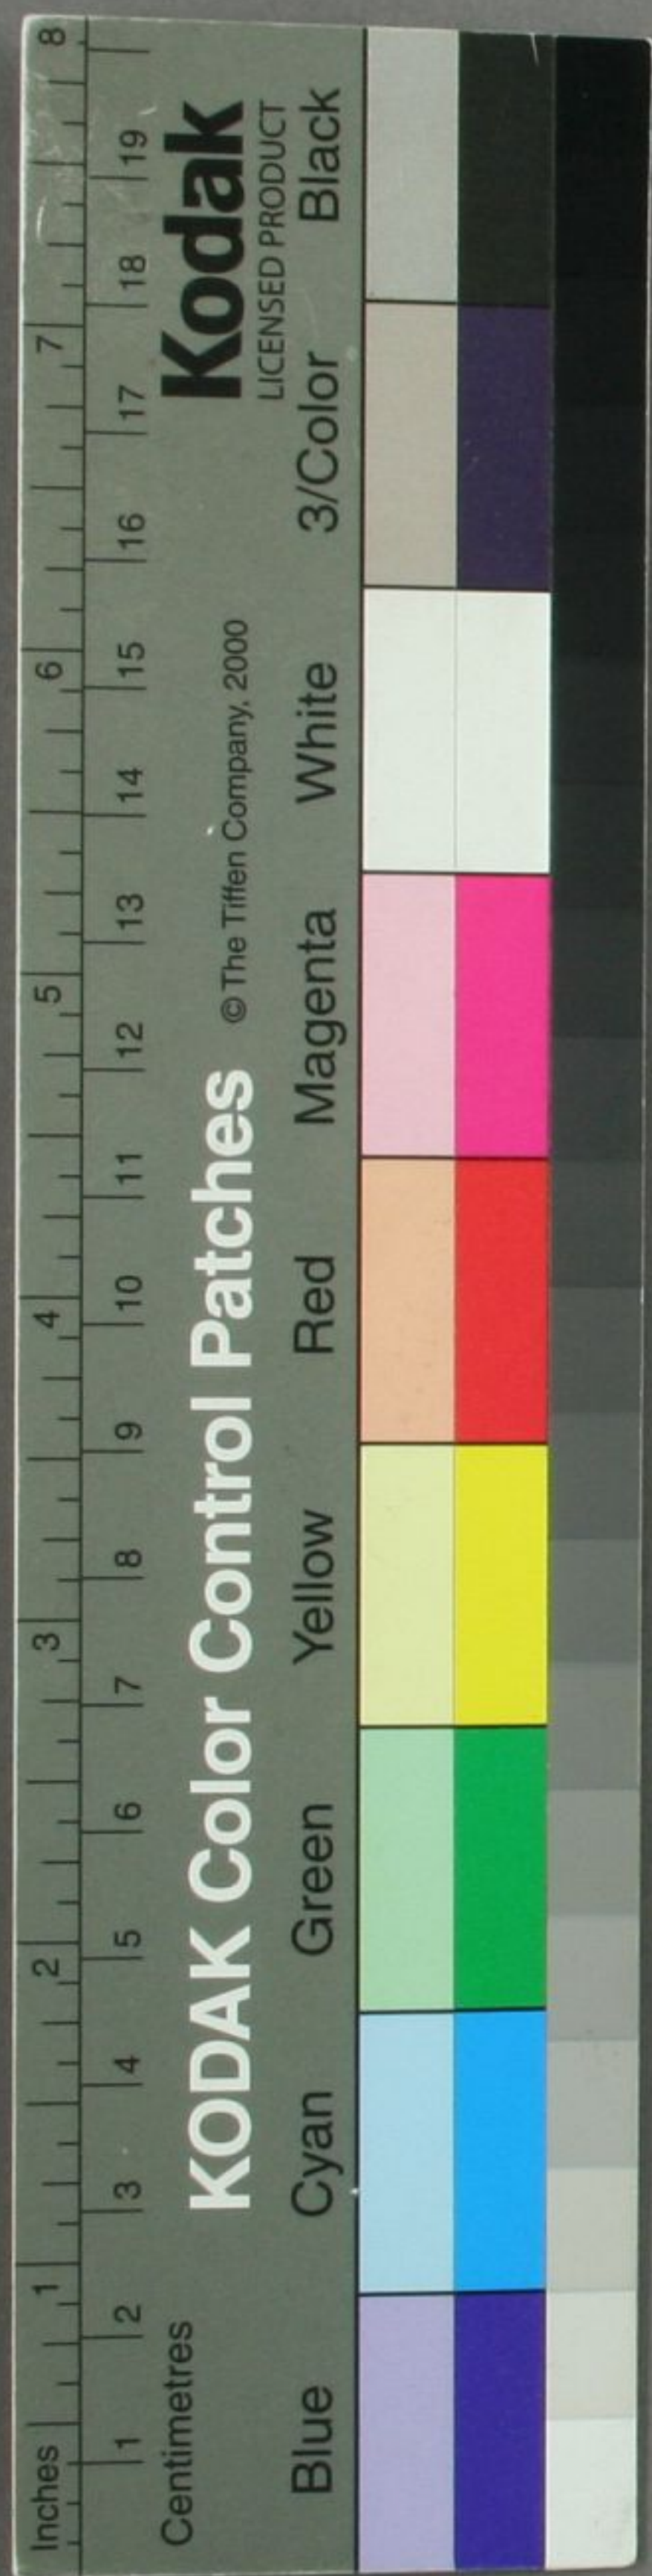 Inches 1 2 3 4 5 6 7 8
1 2 3 4 5 6 7 8 9 10 11 12 13 14 15 16 17 18 19
Centimetres
KODAK Color Control Patches © The Tiffen Company, 2000 Kodak
LICENSED PRODUCT
Blue Cyan Green Yellow Red Magenta White 3/Color Black